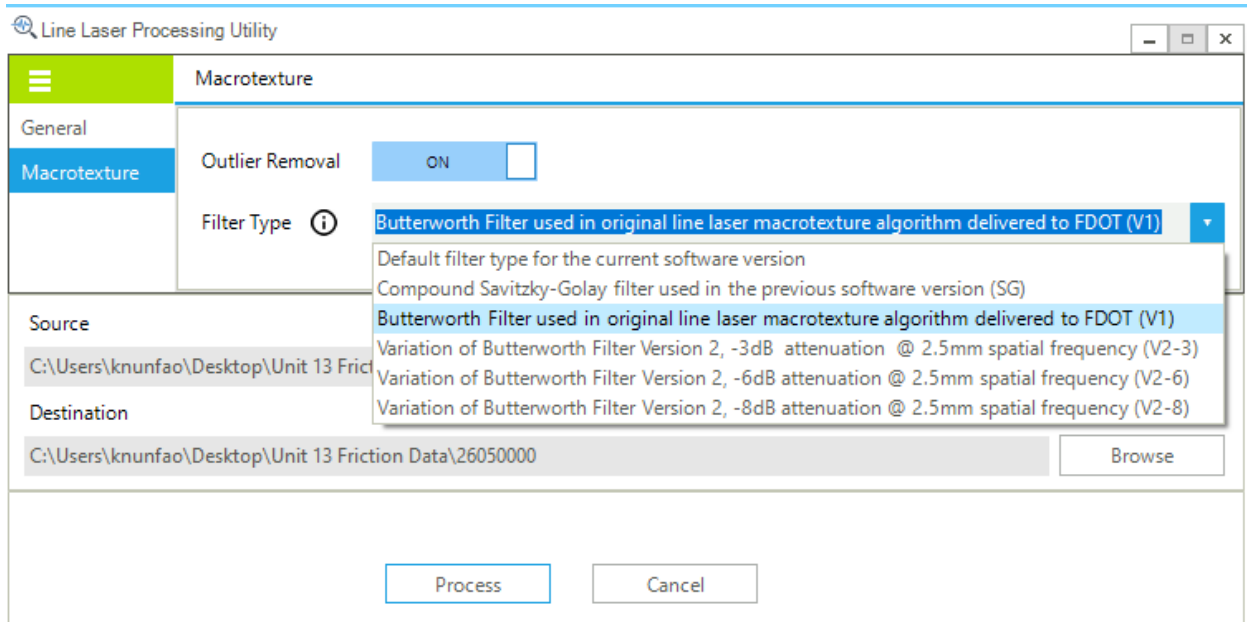 Line Laser Processing Utility
Macrotexture
General
Macrotexture
Outlier Removal ON
Filter Type Butterworth Filter used in original line laser macrotexture algorithm delivered to FDOT (V1)
Default filter type for the current software version
Compound Savitzky-Golay filter used in the previous software version (SG)
Butterworth Filter used in original line laser macrotexture algorithm delivered to FDOT (V1)
Variation of Butterworth Filter Version 2, -3dB  attenuation  @ 2.5mm spatial frequency (V2-3)
Variation of Butterworth Filter Version 2, -6dB attenuation @ 2.5mm spatial frequency (V2-6)
Variation of Butterworth Filter Version 2, -8dB attenuation @ 2.5mm spatial frequency (V2-8)
Source
C:\Users\knunfao\Desktop\Unit 13 Frict
Destination
C:\Users\knunfao\Desktop\Unit 13 Friction Data\26050000 Browse
Process Cancel